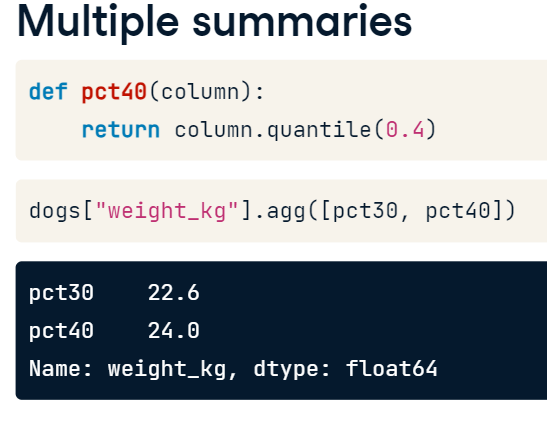 Multiple summaries
def pct40(column):
    return column.quantile(0.4)
dogs["weight_kg"].agg([pct30, pct40])
pct30    22.6
pct40    24.0
Name: weight_kg, dtype: float64